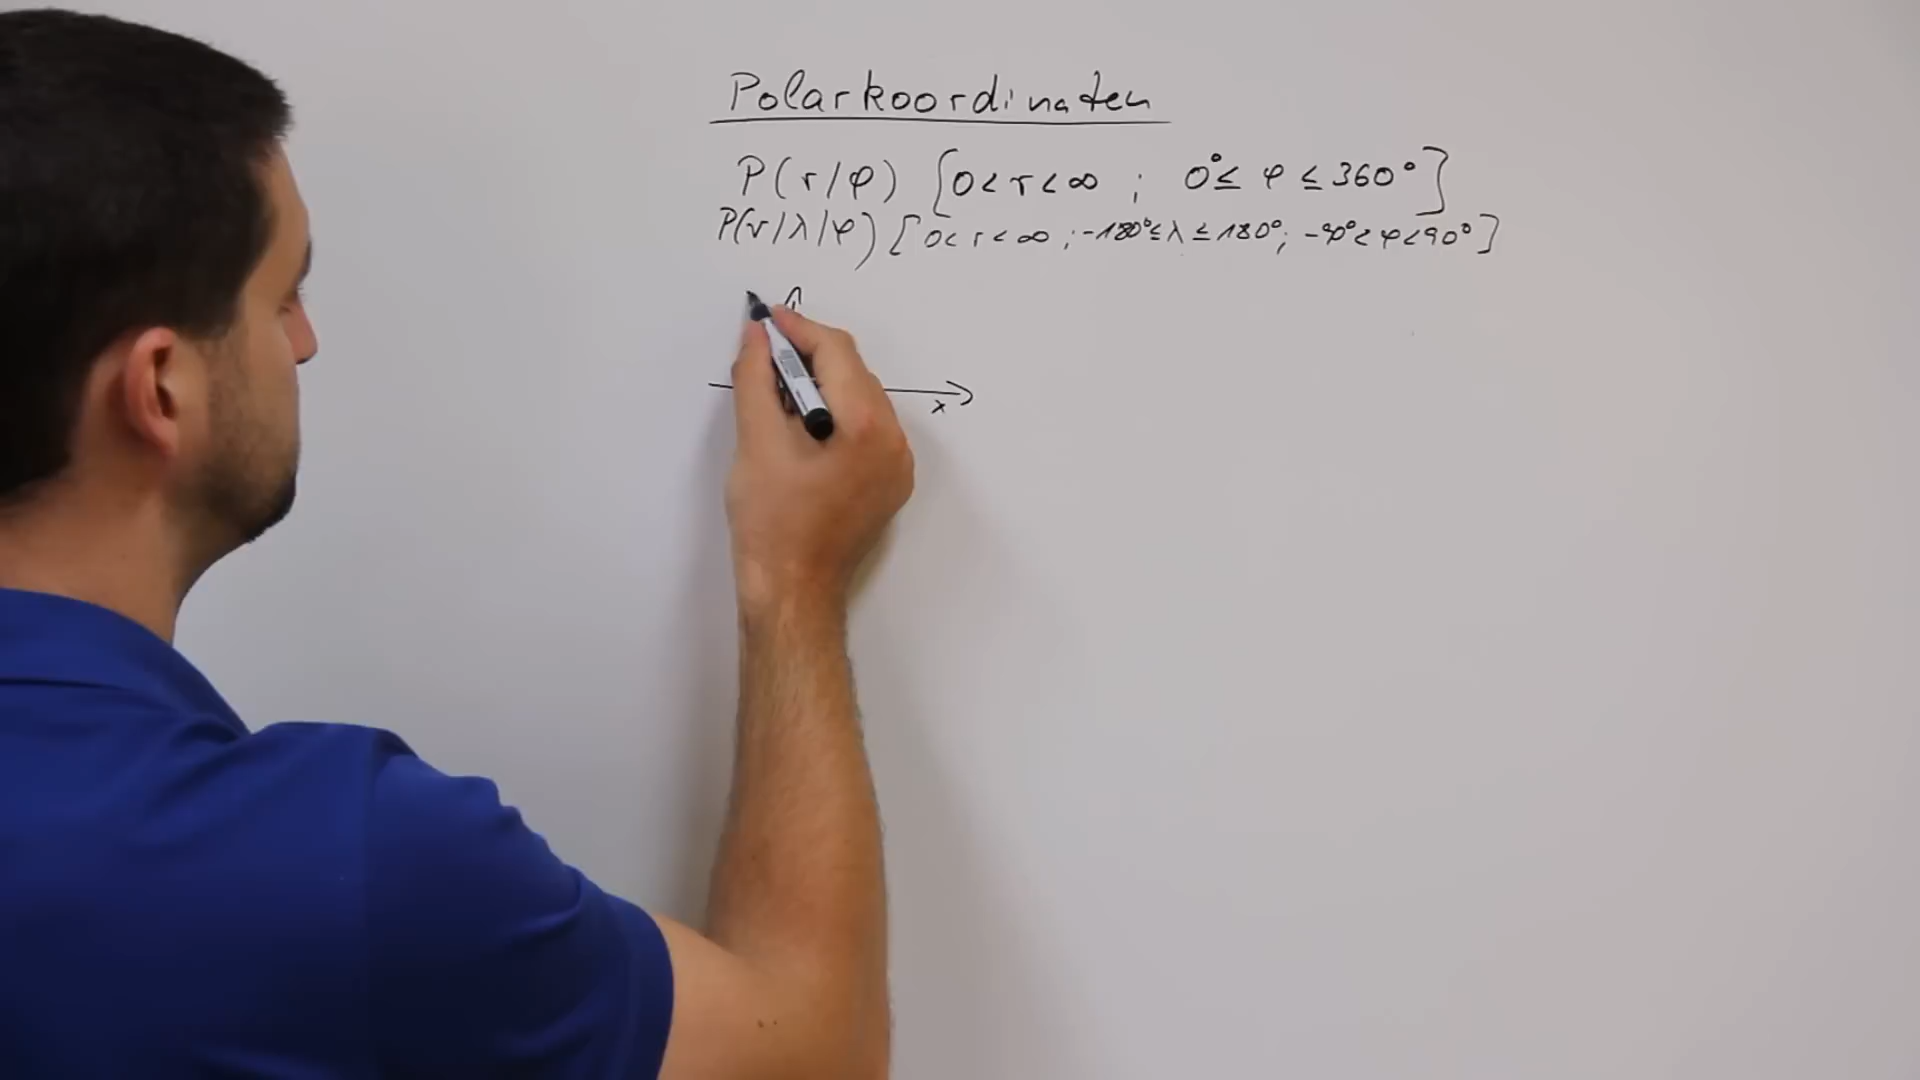 Polarkoordinaten
P(r/φ) [0<r<∞ ; 0°≤ φ ≤360°]
P(r/λ/φ) [0<r<∞ ; -180°≤λ≤180°; -90°<φ<90°]
x